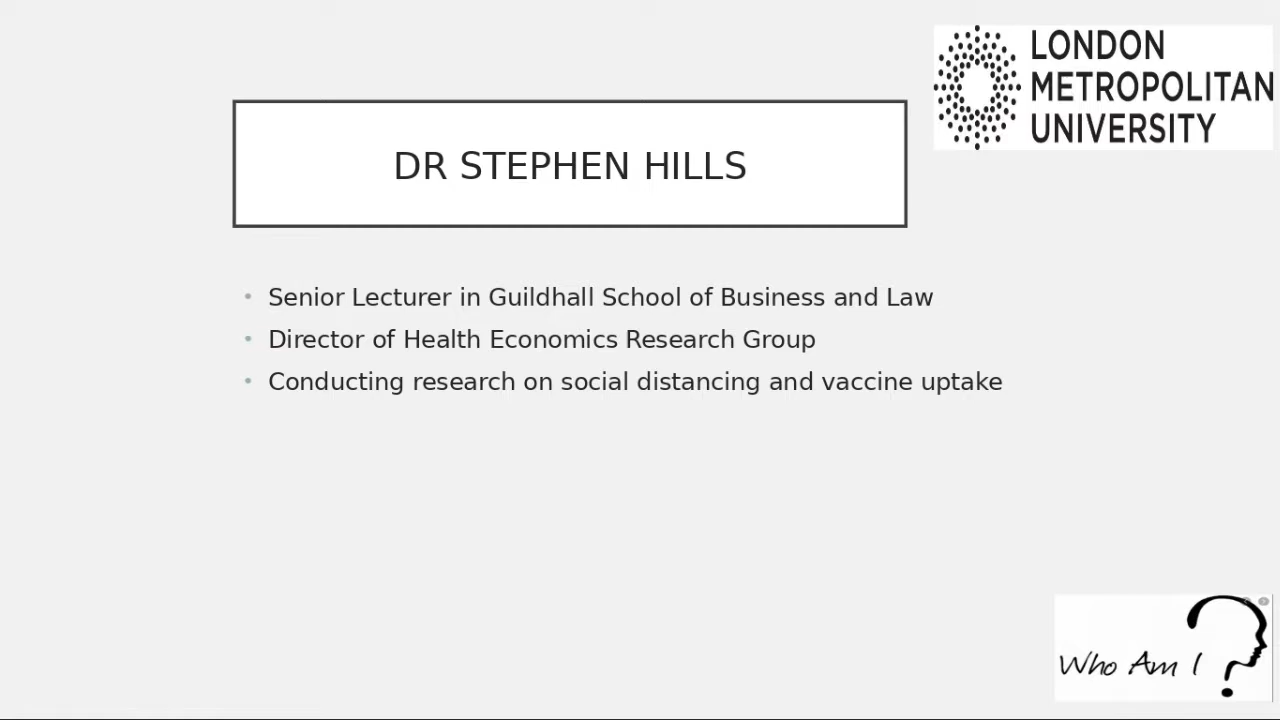 LONDON
METROPOLITAN
UNIVERSITY
DR STEPHEN HILLS
• Senior Lecturer in Guildhall School of Business and Law
• Director of Health Economics Research Group
• Conducting research on social distancing and vaccine uptake
Who Am I ?